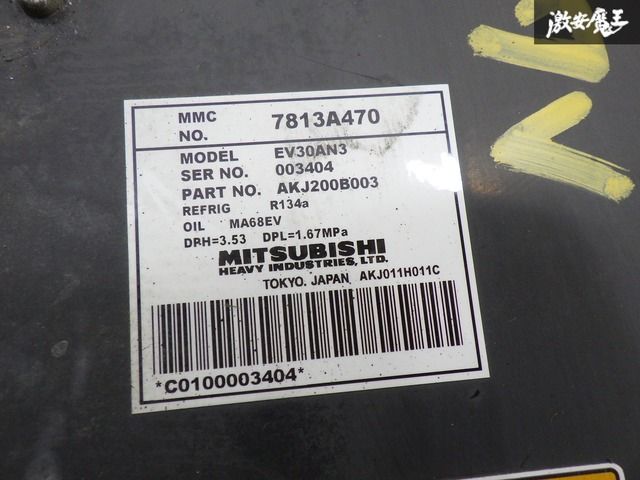 激安魔王
MMC NO. 7813A470
MODEL EV30AN3
SER NO. 003404
PART NO. AKJ200B003
REFRIG R134a
OIL MA68EV
DPH=3.53 DPL=1.67MPa
MITSUBISHI
HEAVY INDUSTRIES, LTD.
TOKYO. JAPAN AKJ011H011C
*C0100003404*